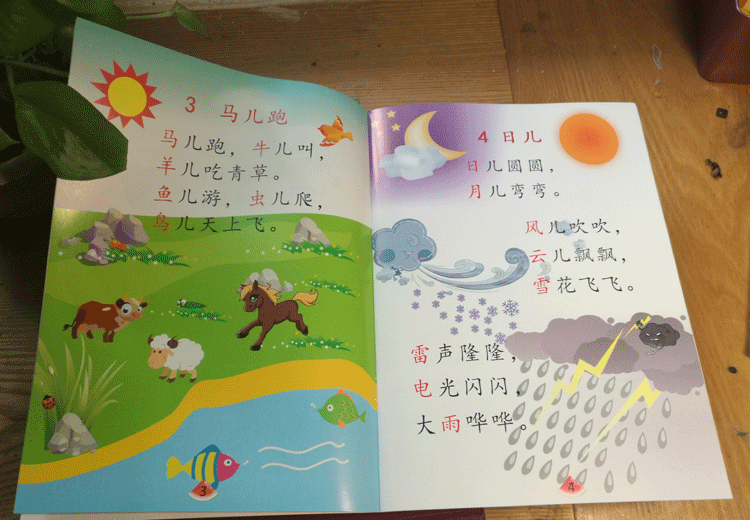 3 马儿跑
马儿跑，牛儿叫，
羊儿吃青草。
鱼儿游，虫儿爬，
鸟儿天上飞。
3
4 日儿
日儿圆圆，
月儿弯弯。
风儿吹吹，
云儿飘飘，
雪花飞飞。
雷声隆隆，
电光闪闪，
大雨哗哗。
4